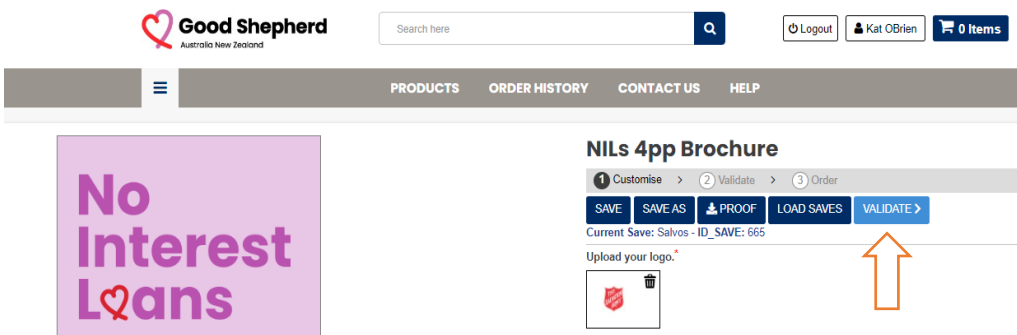 Good Shepherd
Australia New Zealand
Search here
Logout
Kat OBrien
0 Items
PRODUCTS ORDER HISTORY CONTACT US HELP
No
Interest
Loans
NILs 4pp Brochure
1 Customise > 2 Validate > 3 Order
SAVE SAVE AS PROOF LOAD SAVES VALIDATE >
Current Save: Salvos - ID_SAVE: 665
Upload your logo.*